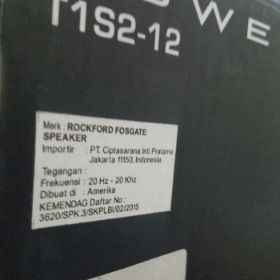 OWE
T1S2-12
Merk : ROCKFORD FOSGATE
SPEAKER
Importir : PT. Ciptasarana Inti Pratama
Jakarta 11150, Indonesia
Tegangan :
Frekuensi : 20 Hz - 20 Khz
Dibuat di : Amerika
KEMENDAG Daftar No :
3620/SPK.3/SKPLBI/02/2015